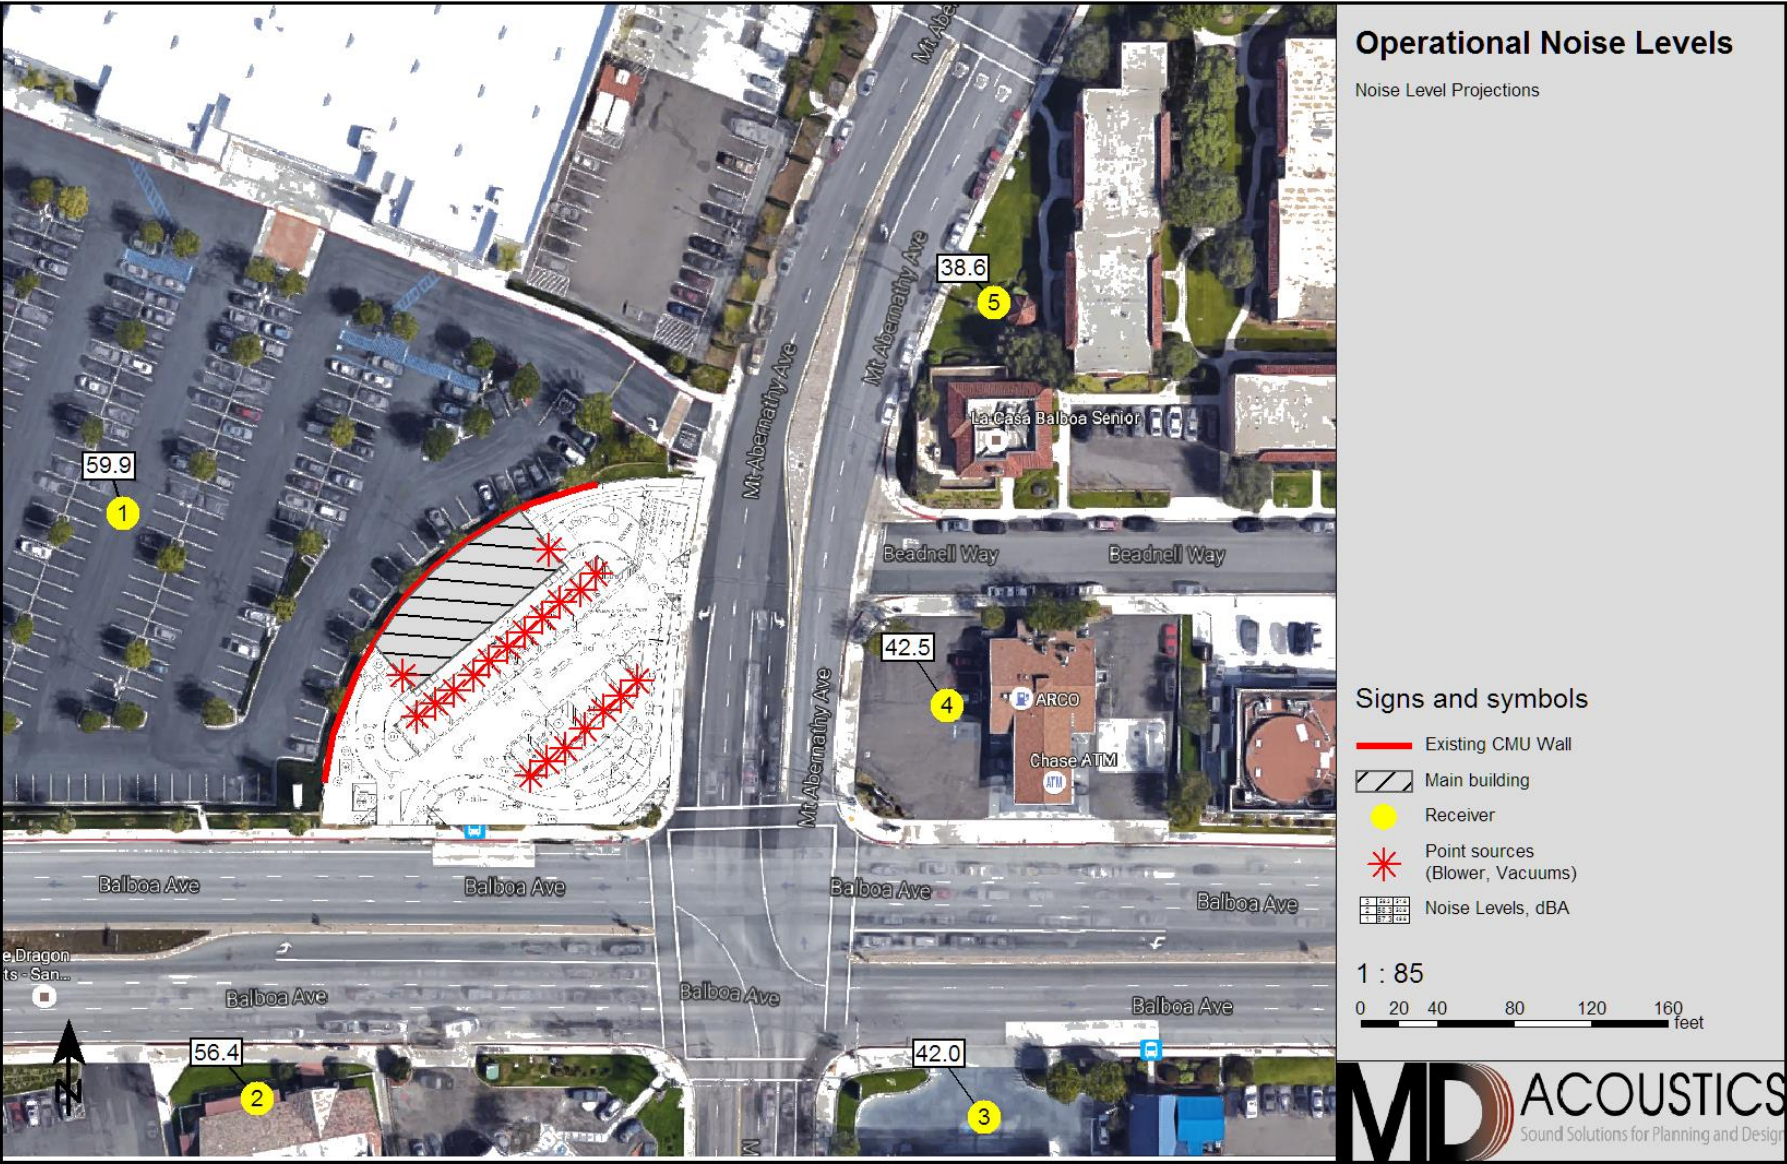 Operational Noise Levels
Noise Level Projections
Mt Abernathy Ave
Mt Abernathy Ave
Mt Abernathy Ave
38.6
5
La Casa Balboa Senior
59.9
1
Beadnell Way
Beadnell Way
42.5
4
ARCO
Chase ATM
ATM
Balboa Ave
Balboa Ave
Balboa Ave
Balboa Ave
e Dragon
ts - San...
Balboa Ave
Balboa Ave
Balboa Ave
N
56.4
2
42.0
3
Signs and symbols
Existing CMU Wall
Main building
Receiver
Point sources
(Blower, Vacuums)
Noise Levels, dBA
1 : 85
0 20 40 80 120 160
feet
MD ACOUSTICS
Sound Solutions for Planning and Design